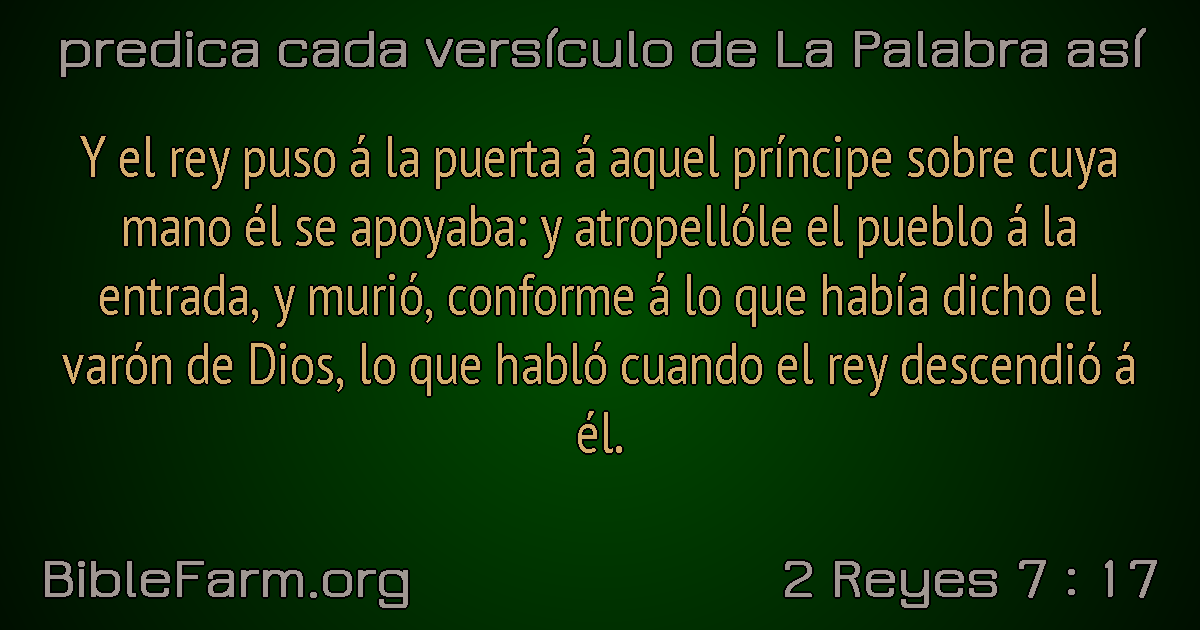 predica cada versículo de La Palabra así
Y el rey puso á la puerta á aquel príncipe sobre cuya
mano él se apoyaba: y atropellóle el pueblo á la
entrada, y murió, conforme á lo que había dicho el
varón de Dios, lo que habló cuando el rey descendió á
él.
BibleFarm.org
2 Reyes 7 : 17